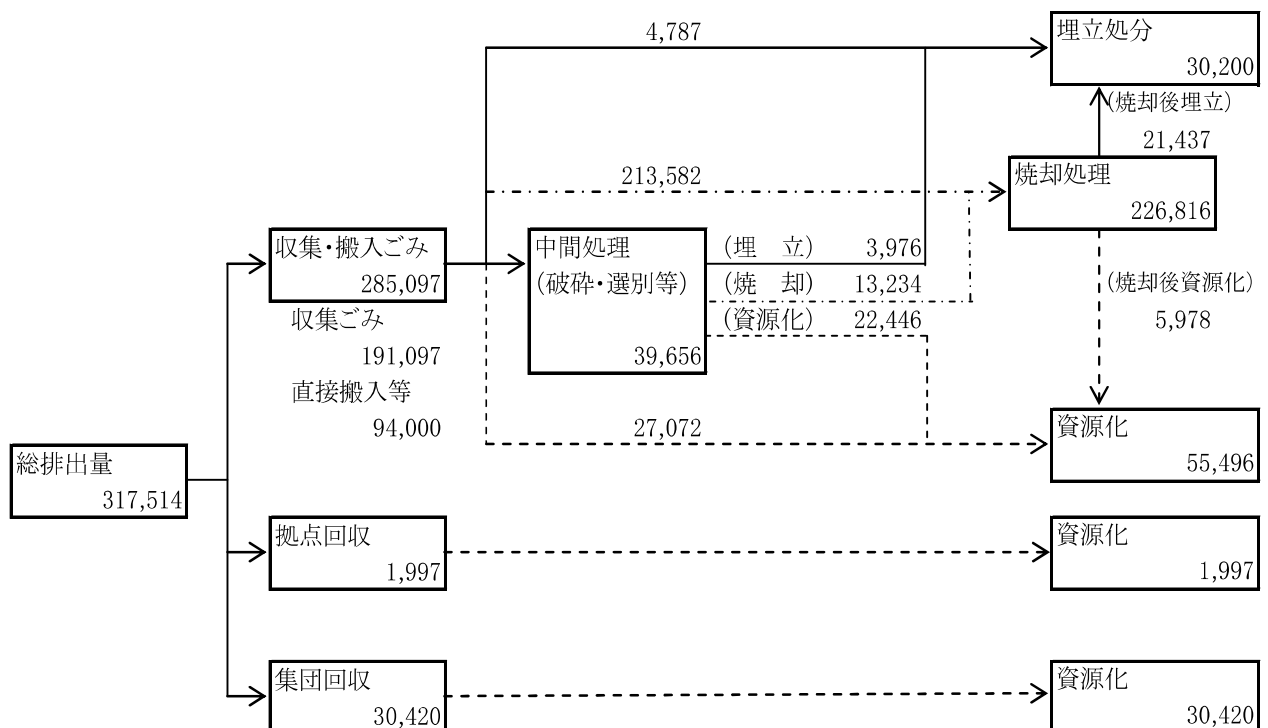 4,787
埋立処分
30,200
(焼却後埋立)
21,437
213,582
焼却処理
226,816
収集・搬入ごみ
285,097
中間処理
(破砕・選別等)
39,656
(埋　立)　3,976
(焼　却)　13,234
(資源化)　22,446
(焼却後資源化)
5,978
収集ごみ
191,097
直接搬入等
94,000
27,072
資源化
55,496
総排出量
317,514
拠点回収
1,997
資源化
1,997
集団回収
30,420
資源化
30,420